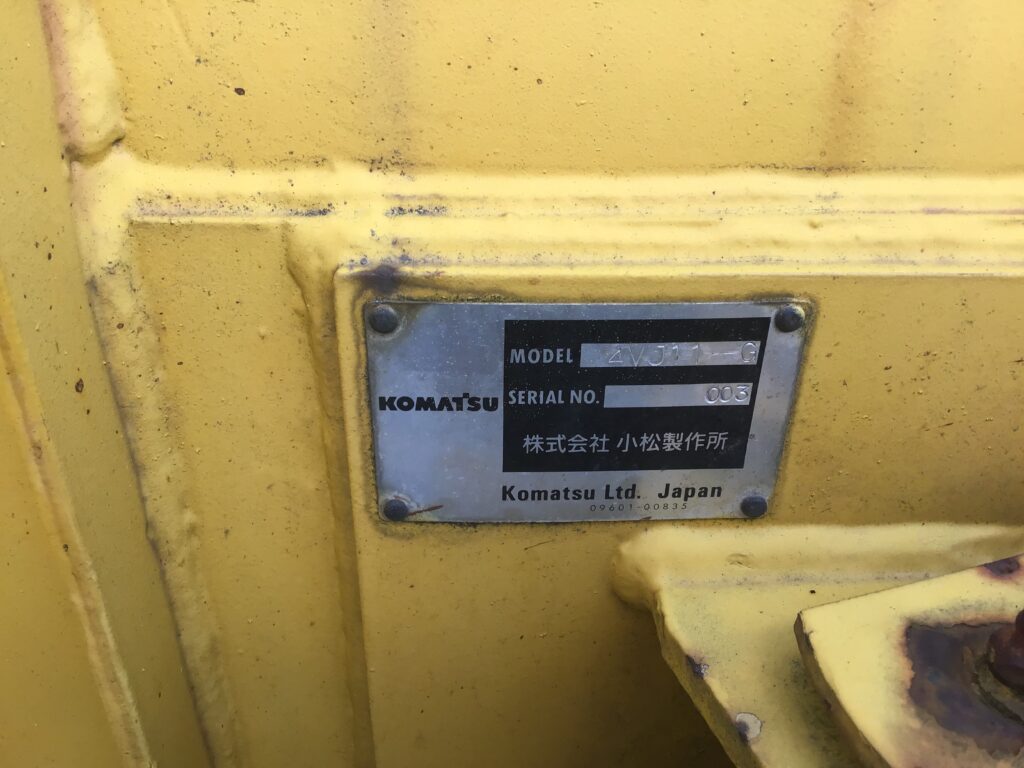 KOMATSU
MODEL 4VJ11-G
SERIAL NO. 003
株式会社 小松製作所
Komatsu Ltd. Japan
09601-00835